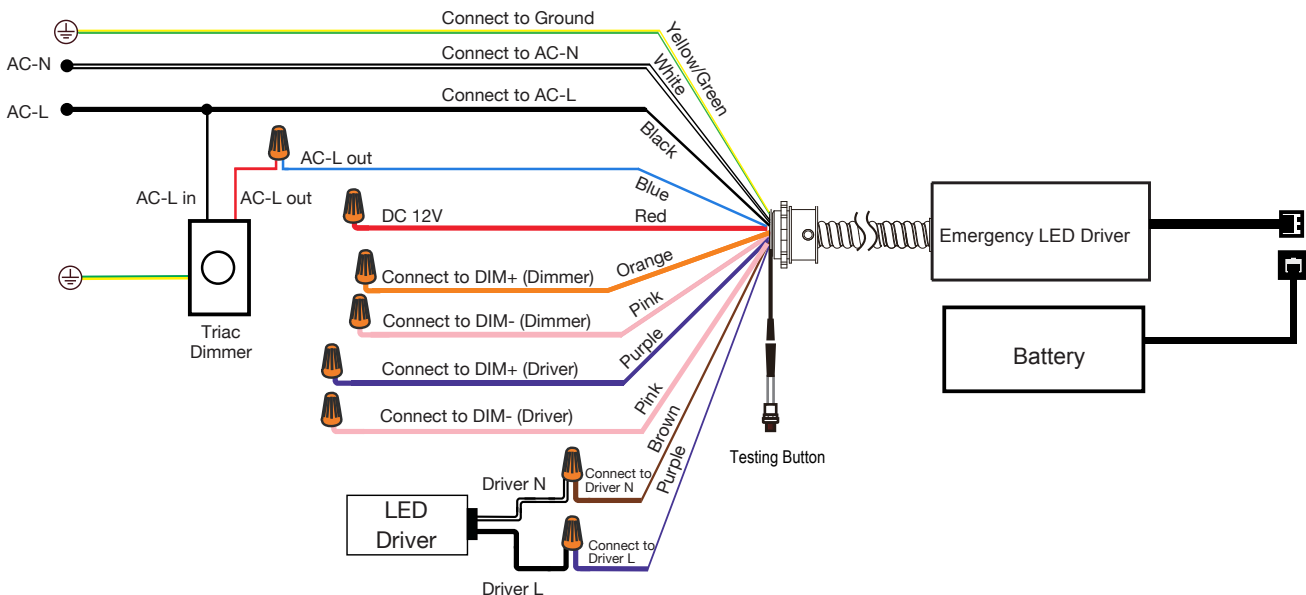 Connect to Ground
Yellow/Green
AC-N
Connect to AC-N
White
AC-L
Connect to AC-L
Black
AC-L out
Blue
AC-L in
AC-L out
DC 12V
Red
Emergency LED Driver
Connect to DIM+ (Dimmer)
Orange
Connect to DIM- (Dimmer)
Pink
Triac
Dimmer
Connect to DIM+ (Driver)
Purple
Battery
Connect to DIM- (Driver)
Pink
Brown
Purple
Testing Button
Driver N
Connect to
Driver N
LED
Driver
Connect to
Driver L
Driver L